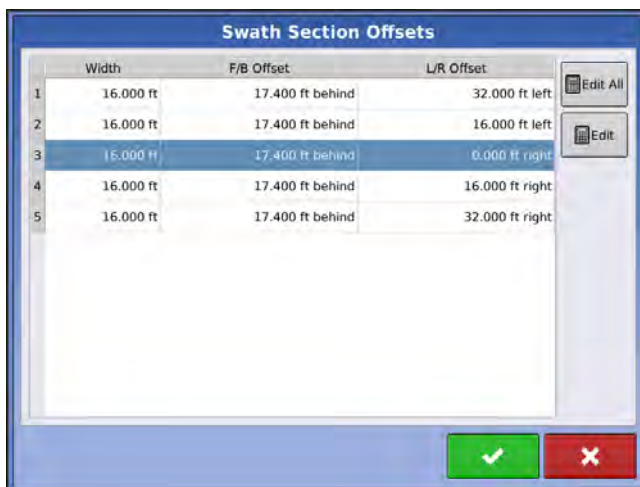 Swath Section Offsets
Width F/B Offset L/R Offset
1 16.000 ft 17.400 ft behind 32.000 ft left
2 16.000 ft 17.400 ft behind 16.000 ft left
3 16.000 ft 17.400 ft behind 0.000 ft right
4 16.000 ft 17.400 ft behind 16.000 ft right
5 16.000 ft 17.400 ft behind 32.000 ft right
Edit All
Edit